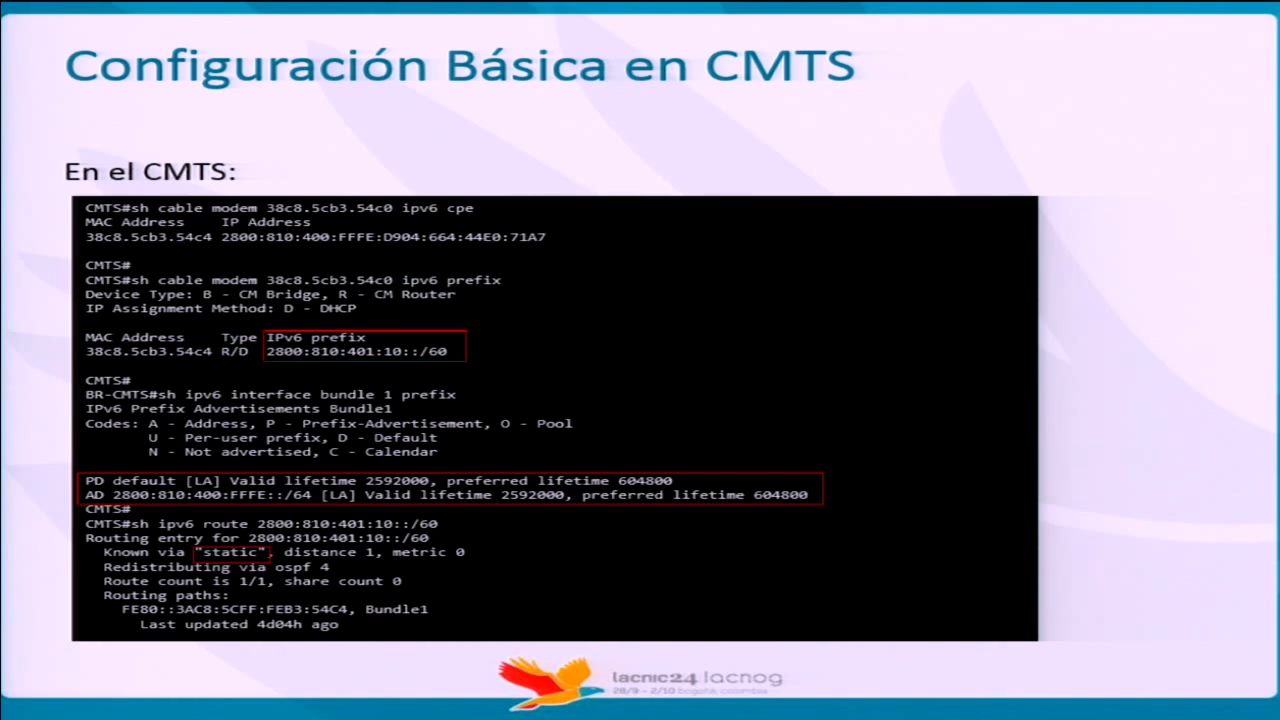 Configuración Básica en CMTS
En el CMTS:
CMTS#sh cable modem 38c8.5cb3.54c0 ipv6 cpe
MAC Address    IP Address
38c8.5cb3.54c4 2800:810:400:FFFE:D904:664:44E0:71A7
CMTS#
CMTS#sh cable modem 38c8.5cb3.54c0 ipv6 prefix
Device Type: B - CM Bridge, R - CM Router
IP Assignment Method: D - DHCP
MAC Address    Type IPv6 prefix
38c8.5cb3.54c4 R/D  2800:810:401:10::/60
CMTS#
BR-CMTS#sh ipv6 interface bundle 1 prefix
IPv6 Prefix Advertisements Bundle1
Codes: A - Address, P - Prefix-Advertisement, O - Pool
U - Per-user prefix, D - Default
N - Not advertised, C - Calendar
PD default [LA] Valid lifetime 2592000, preferred lifetime 604800
AD 2800:810:400:FFFE::/64 [LA] Valid lifetime 2592000, preferred lifetime 604800
CMTS#
CMTS#sh ipv6 route 2800:810:401:10::/60
Routing entry for 2800:810:401:10::/60
Known via "static", distance 1, metric 0
Redistributing via ospf 4
Route count is 1/1, share count 0
Routing paths:
FE80::3AC8:5CFF:FEB3:54C4, Bundle1
Last updated 4d04h ago
lacnic24 lacnog
28/9 - 2/10 bogotá, colombia